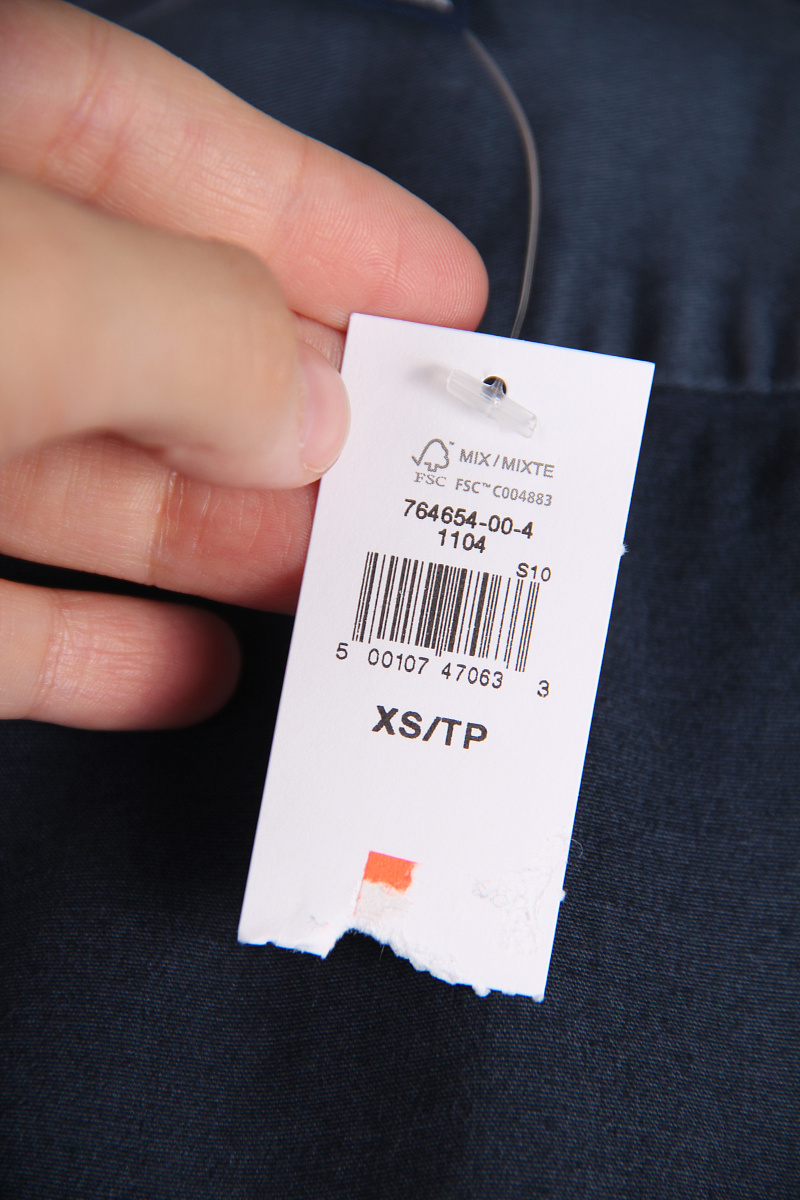 MIX/MIXTE
FSC FSC™ C004883
764654-00-4
1104
S10
5 00107 47063 3
XS/TP